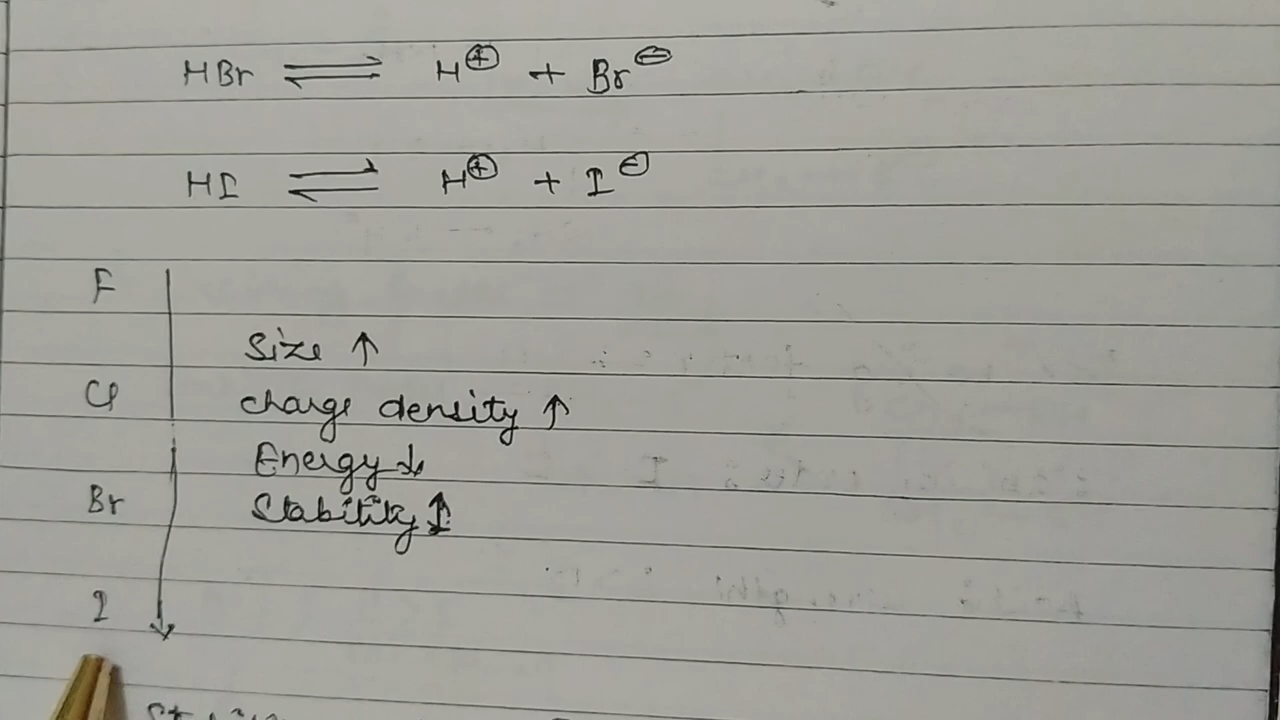 HBr ⇌ H⊕ + Br⊖
HI ⇌ H⊕ + I⊖
F
Size ↑
Cl
charge density ↑
Energy ↓
Br
Stability ↑
I